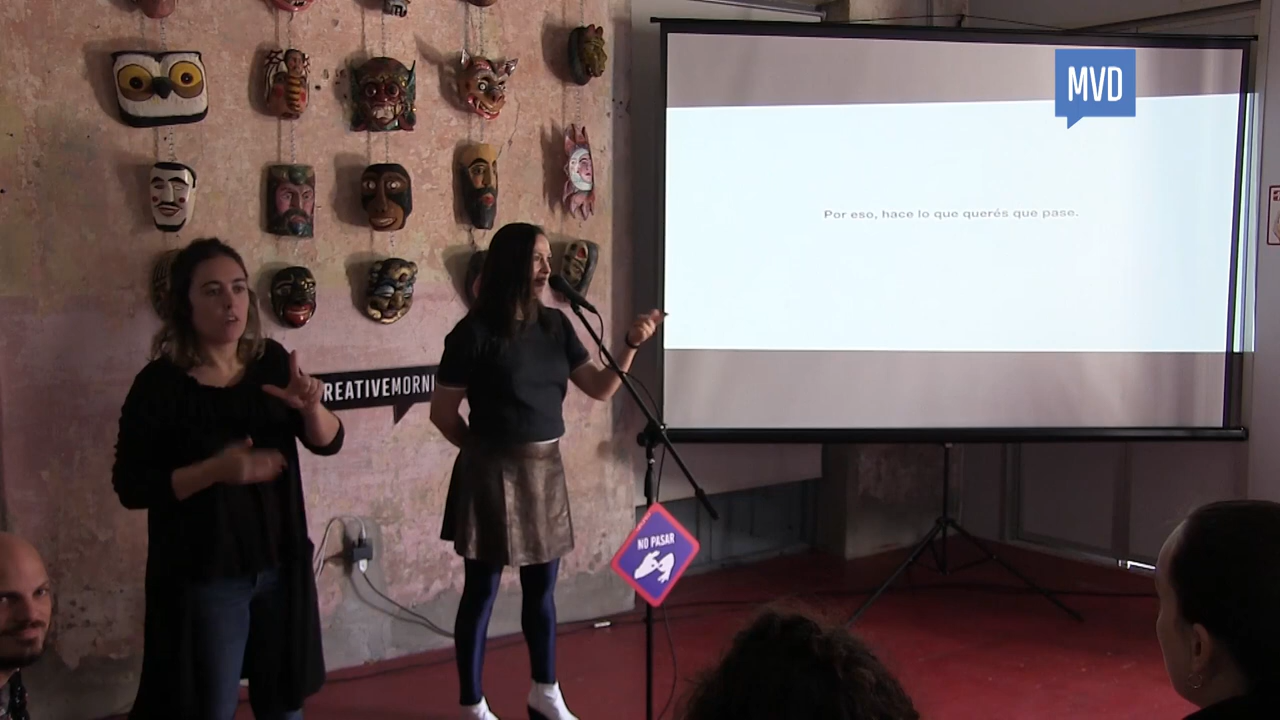 MVD
Por eso, hace lo que querés que pase.
REATIVEMORNI
NO PASAR